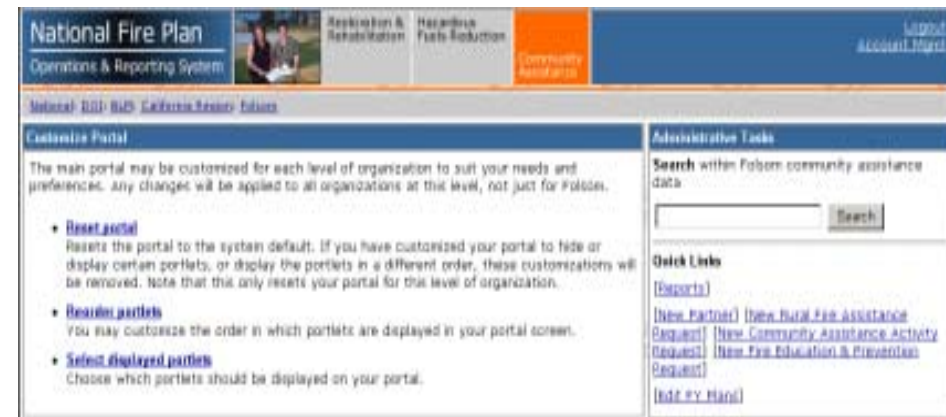 National Fire Plan
Operations & Reporting System
Restoration &
Rehabilitation
Hazardous
Fuels Reduction
Community
Assistance
Logout
Account Mgmt
National› DOI› BoR› California Region› Folsom
Customize Portal
The main portal may be customized for each level of organization to suit your needs and
preferences. Any changes will be applied to all organizations at this level, not just for Folsom.
• Reset portal
Resets the portal to the system default. If you have customized your portal to hide or
display certain portlets, or display the portlets in a different order, these customizations will
be removed. Note that this only resets your portal for this level of organization.
• Reorder portlets
You may customize the order in which portlets are displayed in your portal screen.
• Select displayed portlets
Choose which portlets should be displayed on your portal.
Administrative Tasks
Search within Folsom community assistance
data
Search
Quick Links
[Reports]
[New Partner] [New Rural Fire Assistance
Request] [New Community Assistance Activity
Request] [New Fire Education & Prevention
Request]
[Edit FY Plans]